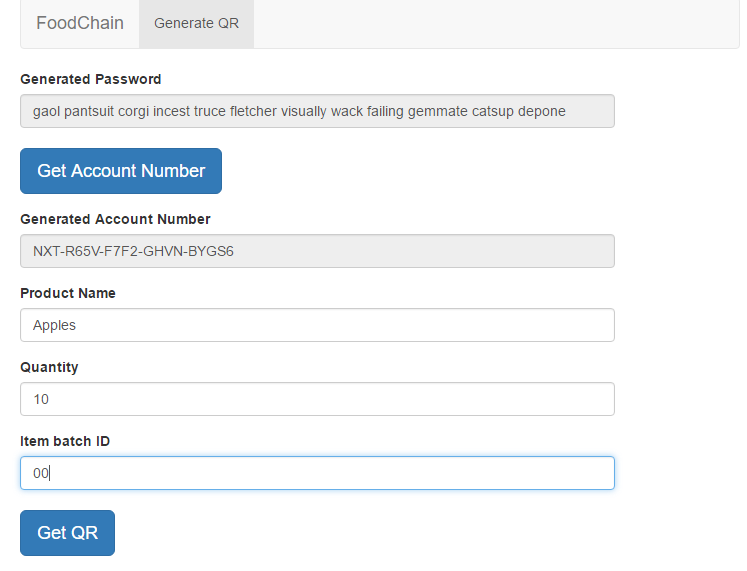 FoodChain Generate QR
Generated Password
gaol pantsuit corgi incest truce fletcher visually wack failing gemmate catsup depone
Get Account Number
Generated Account Number
NXT-R65V-F7F2-GHVN-BYGS6
Product Name
Apples
Quantity
10
Item batch ID
00
Get QR